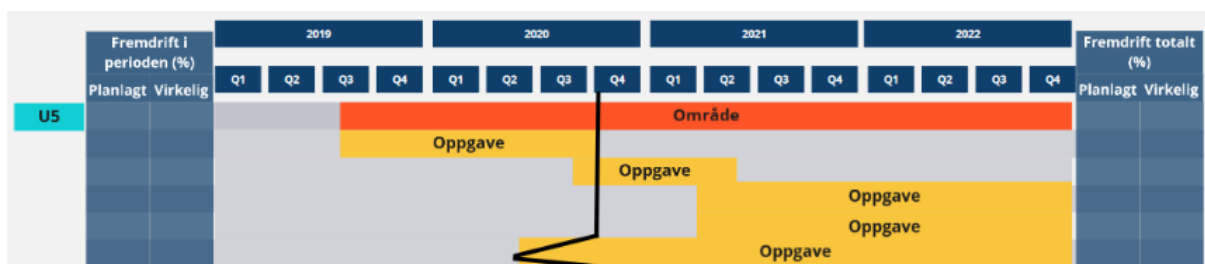 2019 2020 2021 2022
Fremdrift i
perioden (%)
Fremdrift totalt
(%)
Q1 Q2 Q3 Q4 Q1 Q2 Q3 Q4 Q1 Q2 Q3 Q4 Q1 Q2 Q3 Q4
Planlagt Virkelig
Planlagt Virkelig
U5 Område
Oppgave
Oppgave
Oppgave
Oppgave
Oppgave